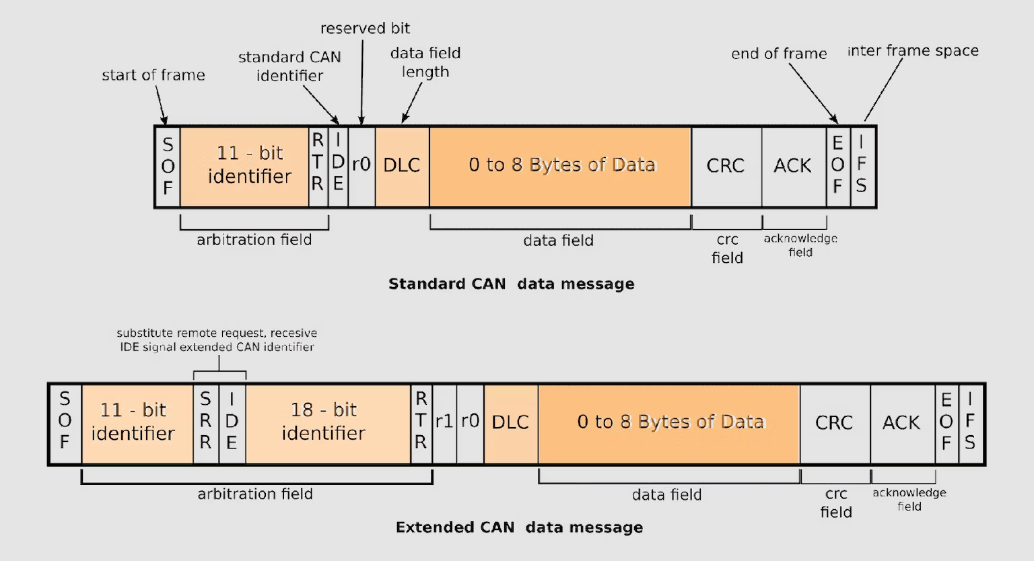 reserved bit
standard CAN
identifier
data field
length
end of frame
inter frame space
start of frame
SOF
11 - bit
identifier
RTR
IDE
r0
DLC
0 to 8 Bytes of Data
CRC
ACK
EOF
IFS
arbitration field
data field
crc
field
acknowledge
field
Standard CAN data message
substitute remote request, recesive
IDE signal extended CAN identifier
SOF
11 - bit
identifier
SRR
IDE
18 - bit
identifier
RTR
r1
r0
DLC
0 to 8 Bytes of Data
CRC
ACK
EOF
IFS
arbitration field
data field
crc
field
acknowledge
field
Extended CAN data message